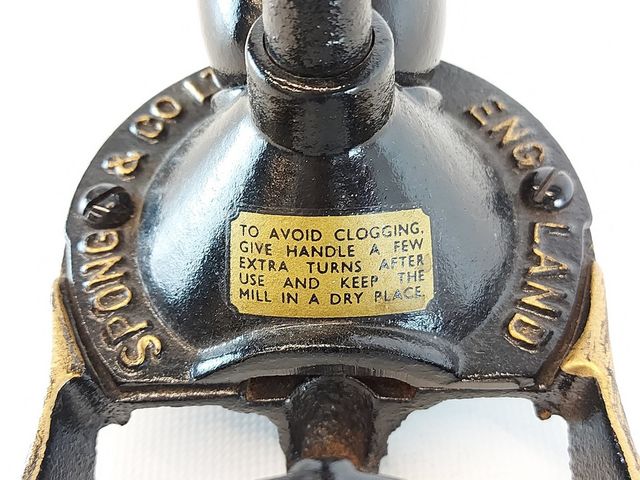 SPONG & CO LT
ENGLAND
TO AVOID CLOGGING,
GIVE HANDLE A FEW
EXTRA TURNS AFTER
USE AND KEEP THE
MILL IN A DRY PLACE.